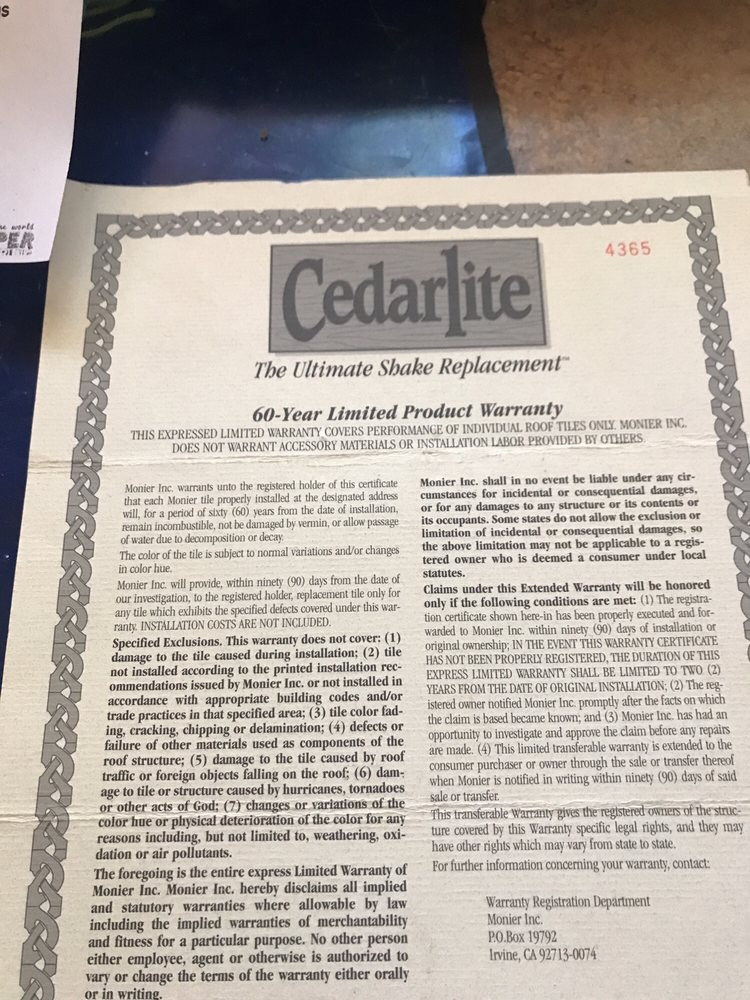 S
he world
PER
4365
Cedarlite
The Ultimate Shake Replacement™
60-Year Limited Product Warranty
THIS EXPRESSED LIMITED WARRANTY COVERS PERFORMANCE OF INDIVIDUAL ROOF TILES ONLY. MONIER INC.
DOES NOT WARRANT ACCESSORY MATERIALS OR INSTALLATION LABOR PROVIDED BY OTHERS.
Monier Inc. warrants unto the registered holder of this certificate
that each Monier tile properly installed at the designated address
will, for a period of sixty (60) years from the date of installation,
remain incombustible, not be damaged by vermin, or allow passage
of water due to decomposition or decay.
The color of the tile is subject to normal variations and/or changes
in color hue.
Monier Inc. will provide, within ninety (90) days from the date of
our investigation, to the registered holder, replacement tile only for
any tile which exhibits the specified defects covered under this war-
ranty. INSTALLATION COSTS ARE NOT INCLUDED.
Specified Exclusions. This warranty does not cover: (1)
damage to the tile caused during installation; (2) tile
not installed according to the printed installation rec-
ommendations issued by Monier Inc. or not installed in
accordance with appropriate building codes and/or
trade practices in that specified area; (3) tile color fad-
ing, cracking, chipping or delamination; (4) defects or
failure of other materials used as components of the
roof structure; (5) damage to the tile caused by roof
traffic or foreign objects falling on the roof; (6) dam-
age to tile or structure caused by hurricanes, tornadoes
or other acts of God; (7) changes or variations of the
color hue or physical deterioration of the color for any
reasons including, but not limited to, weathering, oxi-
dation or air pollutants.
The foregoing is the entire express Limited Warranty of
Monier Inc. Monier Inc. hereby disclaims all implied
and statutory warranties where allowable by law
including the implied warranties of merchantability
and fitness for a particular purpose. No other person
either employee, agent or otherwise is authorized to
vary or change the terms of the warranty either orally
or in writing.
Monier Inc. shall in no event be liable under any cir-
cumstances for incidental or consequential damages,
or for any damages to any structure or its contents or
its occupants. Some states do not allow the exclusion or
limitation of incidental or consequential damages, so
the above limitation may not be applicable to a regis-
tered owner who is deemed a consumer under local
statutes.
Claims under this Extended Warranty will be honored
only if the following conditions are met: (1) The registra-
tion certificate shown here-in has been properly executed and for-
warded to Monier Inc. within ninety (90) days of installation or
original ownership; IN THE EVENT THIS WARRANTY CERTIFICATE
HAS NOT BEEN PROPERLY REGISTERED, THE DURATION OF THIS
EXPRESS LIMITED WARRANTY SHALL BE LIMITED TO TWO (2)
YEARS FROM THE DATE OF ORIGINAL INSTALLATION; (2) The reg-
istered owner notified Monier Inc. promptly after the facts on which
the claim is based became known; and (3) Monier Inc. has had an
opportunity to investigate and approve the claim before any repairs
are made. (4) This limited transferable warranty is extended to the
consumer purchaser or owner through the sale or transfer thereof
when Monier is notified in writing within ninety (90) days of said
sale or transfer.
This transferable Warranty gives the registered owners of the struc-
ture covered by this Warranty specific legal rights, and they may
have other rights which may vary from state to state.
For further information concerning your warranty, contact:
Warranty Registration Department
Monier Inc.
P.O.Box 19792
Irvine, CA 92713-0074